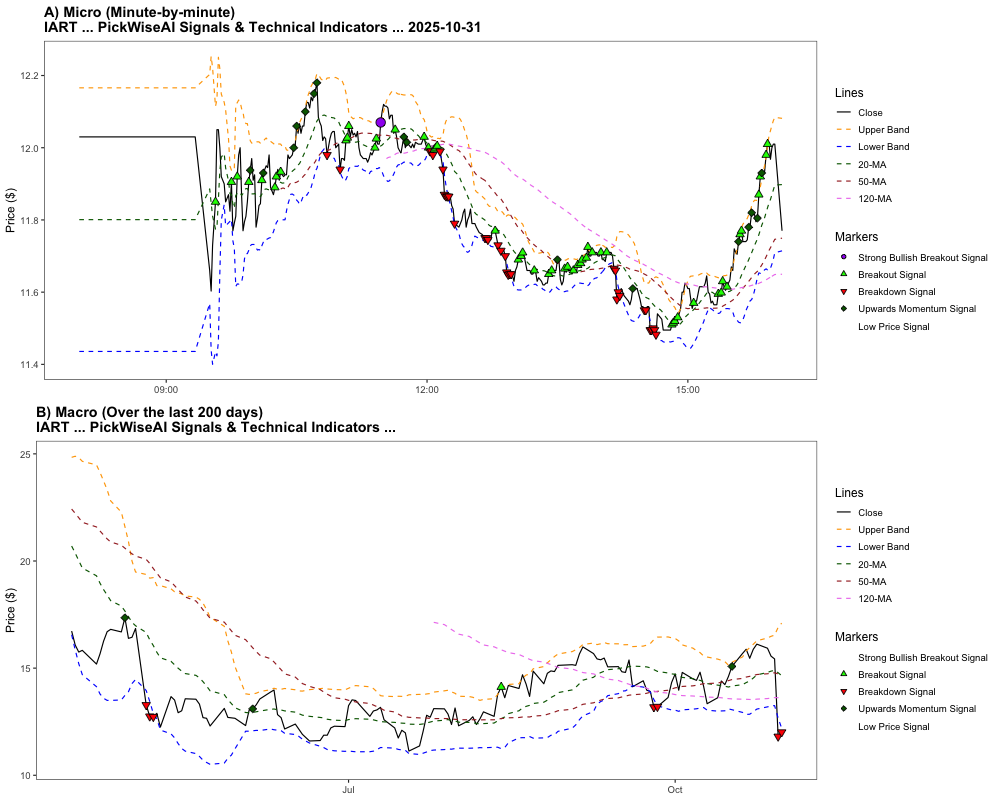 A) Micro (Minute-by-minute)
IART ... PickWiseAI Signals & Technical Indicators ... 2025-10-31
Price ($)
12.2
12.0
11.8
11.6
11.4
09:00
12:00
15:00
Lines
Close
Upper Band
Lower Band
20-MA
50-MA
120-MA
Markers
Strong Bullish Breakout Signal
Breakout Signal
Breakdown Signal
Upwards Momentum Signal
Low Price Signal
B) Macro (Over the last 200 days)
IART ... PickWiseAI Signals & Technical Indicators ...
Price ($)
25
20
15
10
Jul
Oct
Lines
Close
Upper Band
Lower Band
20-MA
50-MA
120-MA
Markers
Strong Bullish Breakout Signal
Breakout Signal
Breakdown Signal
Upwards Momentum Signal
Low Price Signal